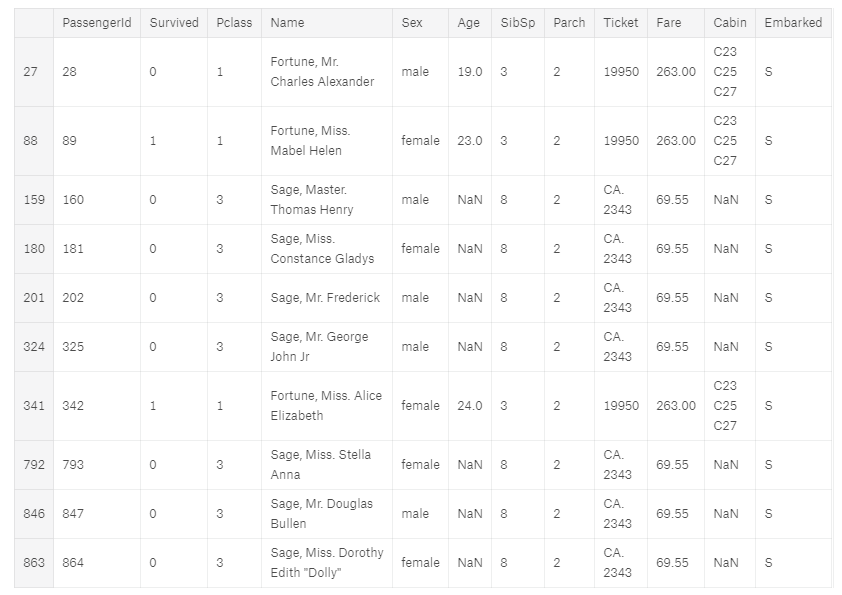 PassengerId Survived Pclass Name Sex Age SibSp Parch Ticket Fare Cabin Embarked
27 28 0 1 Fortune, Mr. Charles Alexander male 19.0 3 2 19950 263.00 C23 C25 C27 S
88 89 1 1 Fortune, Miss. Mabel Helen female 23.0 3 2 19950 263.00 C23 C25 C27 S
159 160 0 3 Sage, Master. Thomas Henry male NaN 8 2 CA. 2343 69.55 NaN S
180 181 0 3 Sage, Miss. Constance Gladys female NaN 8 2 CA. 2343 69.55 NaN S
201 202 0 3 Sage, Mr. Frederick male NaN 8 2 CA. 2343 69.55 NaN S
324 325 0 3 Sage, Mr. George John Jr male NaN 8 2 CA. 2343 69.55 NaN S
341 342 1 1 Fortune, Miss. Alice Elizabeth female 24.0 3 2 19950 263.00 C23 C25 C27 S
792 793 0 3 Sage, Miss. Stella Anna female NaN 8 2 CA. 2343 69.55 NaN S
846 847 0 3 Sage, Mr. Douglas Bullen male NaN 8 2 CA. 2343 69.55 NaN S
863 864 0 3 Sage, Miss. Dorothy Edith "Dolly" female NaN 8 2 CA. 2343 69.55 NaN S